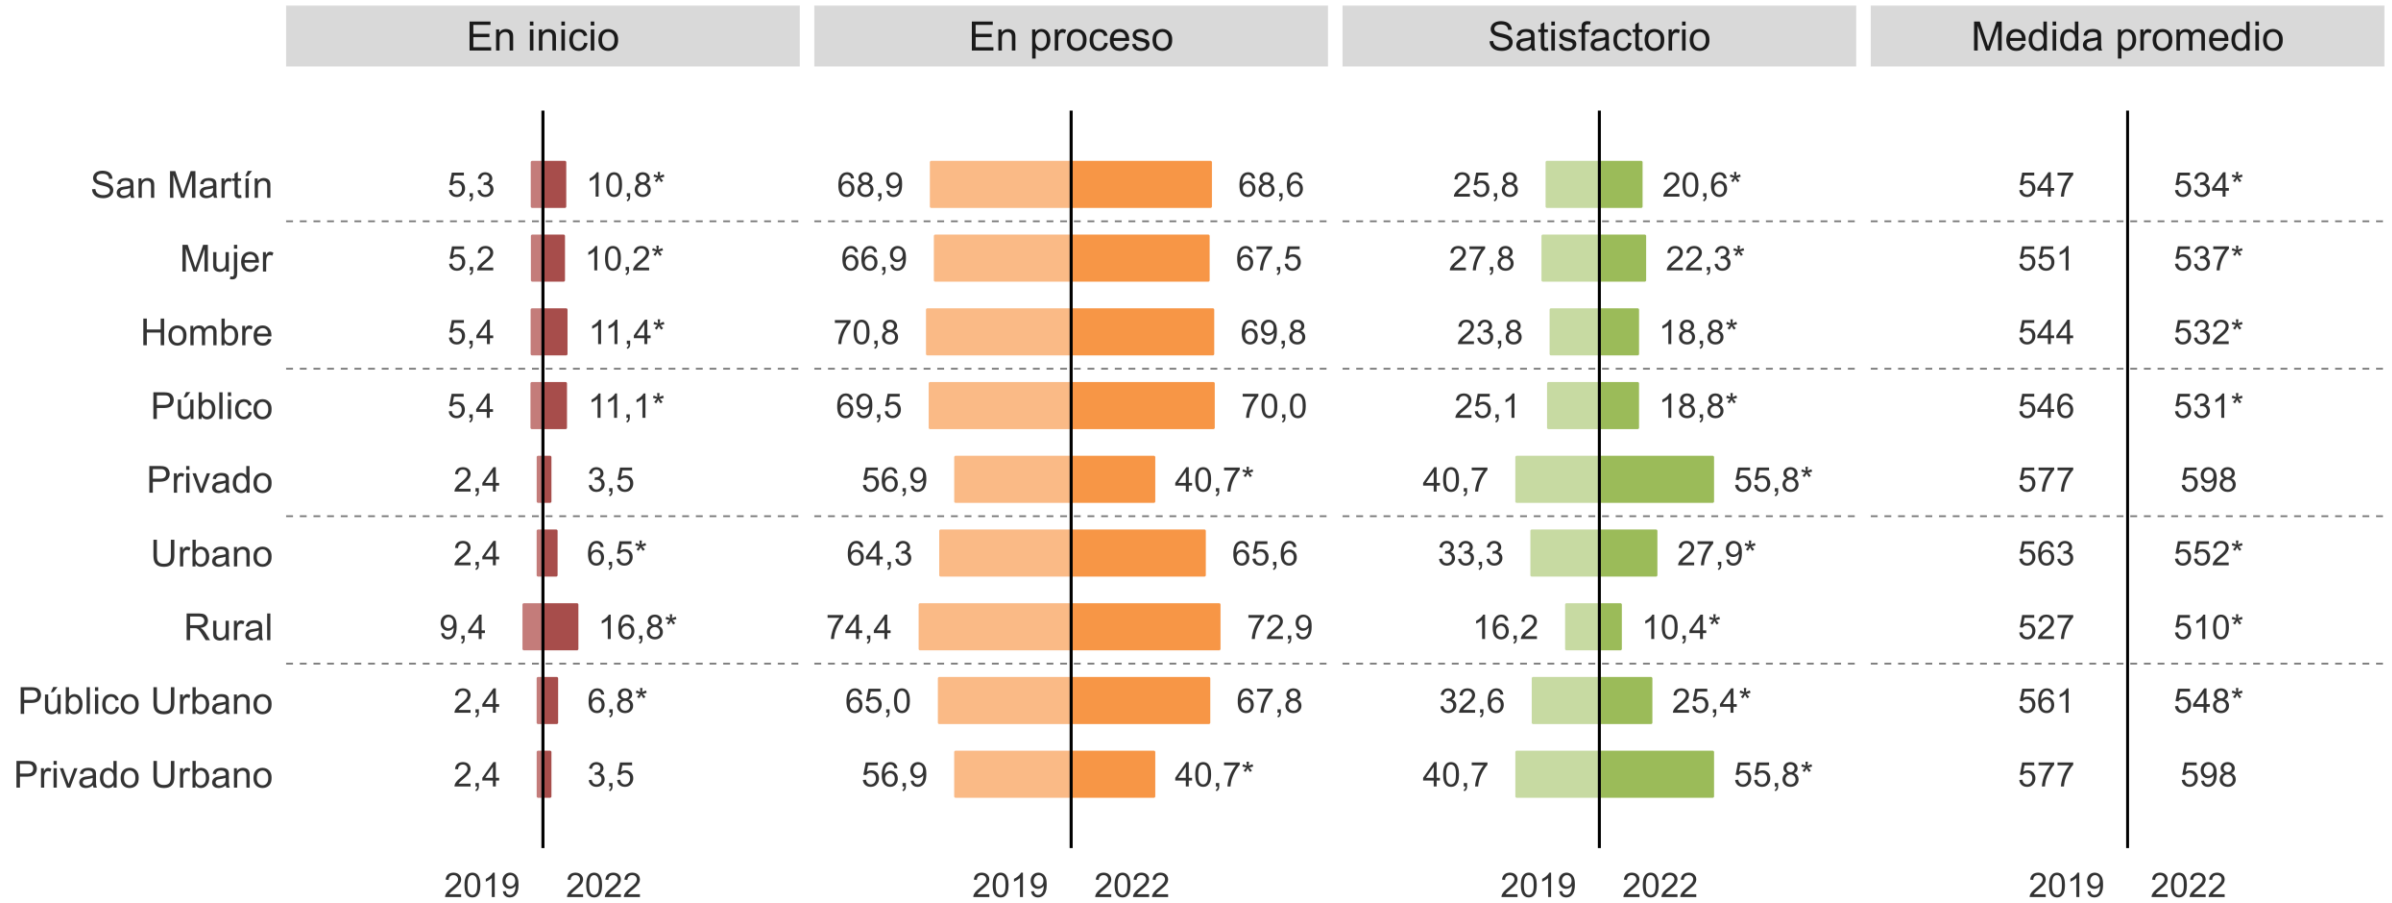 En inicio En proceso Satisfactorio Medida promedio
San Martín 5,3 10,8* 68,9 68,6 25,8 20,6* 547 534*
Mujer 5,2 10,2* 66,9 67,5 27,8 22,3* 551 537*
Hombre 5,4 11,4* 70,8 69,8 23,8 18,8* 544 532*
Público 5,4 11,1* 69,5 70,0 25,1 18,8* 546 531*
Privado 2,4 3,5 56,9 40,7* 40,7 55,8* 577 598
Urbano 2,4 6,5* 64,3 65,6 33,3 27,9* 563 552*
Rural 9,4 16,8* 74,4 72,9 16,2 10,4* 527 510*
Público Urbano 2,4 6,8* 65,0 67,8 32,6 25,4* 561 548*
Privado Urbano 2,4 3,5 56,9 40,7* 40,7 55,8* 577 598
2019 2022 2019 2022 2019 2022 2019 2022